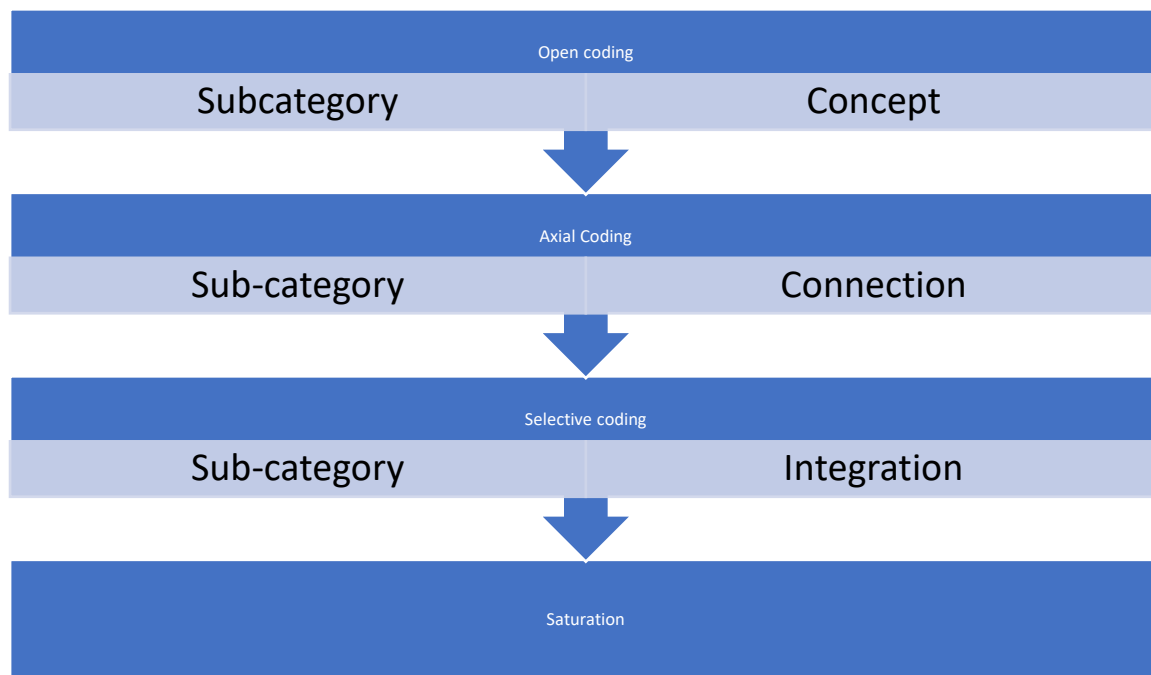 Open coding
Subcategory Concept
Axial Coding
Sub-category Connection
Selective coding
Sub-category Integration
Saturation